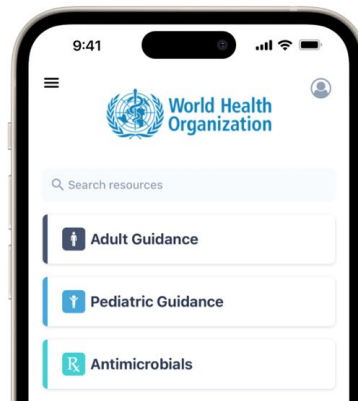 9:41
World Health
Organization
Search resources
Adult Guidance
Pediatric Guidance
℞ Antimicrobials